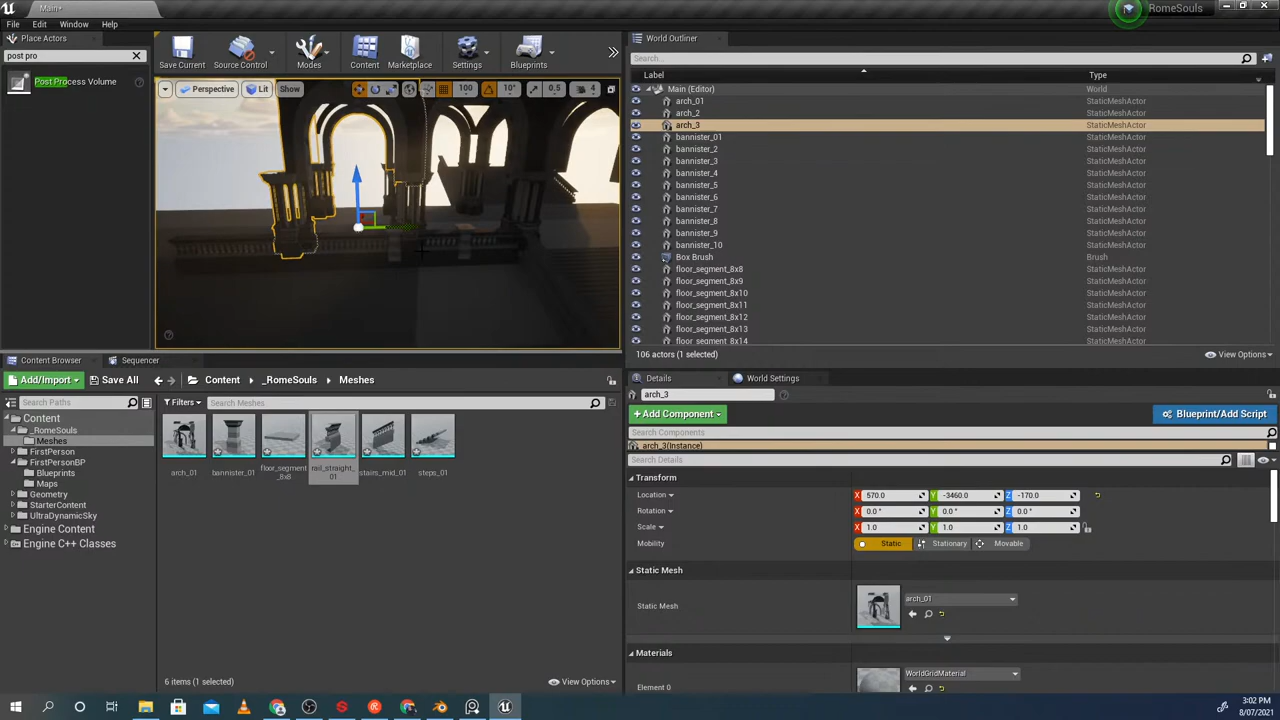 Main+
RomeSouls
File Edit Window Help
Place Actors
post pro
Post Process Volume
Save Current Source Control Modes Content Marketplace Settings Blueprints
Perspective Lit Show 100 10° 0.5 4
World Outliner
Search...
Label Type
Main (Editor) World
arch_01 StaticMeshActor
arch_2 StaticMeshActor
arch_3 StaticMeshActor
bannister_01 StaticMeshActor
bannister_2 StaticMeshActor
bannister_3 StaticMeshActor
bannister_4 StaticMeshActor
bannister_5 StaticMeshActor
bannister_6 StaticMeshActor
bannister_7 StaticMeshActor
bannister_8 StaticMeshActor
bannister_9 StaticMeshActor
bannister_10 StaticMeshActor
Box Brush Brush
floor_segment_8x8 StaticMeshActor
floor_segment_8x9 StaticMeshActor
floor_segment_8x10 StaticMeshActor
floor_segment_8x11 StaticMeshActor
floor_segment_8x12 StaticMeshActor
floor_segment_8x13 StaticMeshActor
floor_segment_8x14 StaticMeshActor
106 actors (1 selected) View Options
Content Browser Sequencer
Add/Import Save All Content _RomeSouls Meshes
Search Paths Filters Search Meshes
Content
_RomeSouls
Meshes
FirstPerson
FirstPersonBP
Blueprints
Maps
Geometry
StarterContent
UltraDynamicSky
Engine Content
Engine C++ Classes
arch_01 bannister_01 floor_segment_8x8 rail_straight_01 stairs_mid_01 steps_01
6 items (1 selected) View Options
Details World Settings
arch_3
+Add Component Blueprint/Add Script
Search Components
arch_3(Instance)
Search Details
Transform
Location X 570.0 Y -3460.0 Z -170.0
Rotation X 0.0° Y 0.0° Z 0.0°
Scale X 1.0 Y 1.0 Z 1.0
Mobility Static Stationary Movable
Static Mesh
Static Mesh arch_01
Materials
Element 0 WorldGridMaterial
3:02 PM
8/07/2021